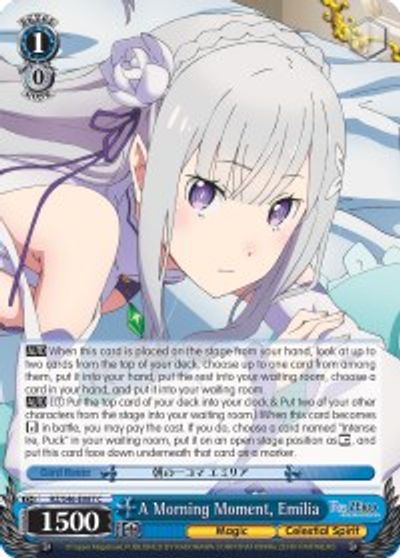 1
0
AUTO When this card is placed on the stage from your hand, look at up to
two cards from the top of your deck, choose up to one card from among
them, put it into your hand, put the rest into your waiting room, choose a
card in your hand, and put it into your waiting room.
AUTO [(1) Put the top card of your deck into your clock & Put two of your other
characters from the stage into your waiting room] When this card becomes
in battle, you may pay the cost. If you do, choose a card named "Intense
Ire, Puck" in your waiting room, put it on an open stage position as
and put this card face down underneath that card as a marker.
Card Name
エミリア
1500
A Morning Moment, Emilia
Magic
Celestial Spirit